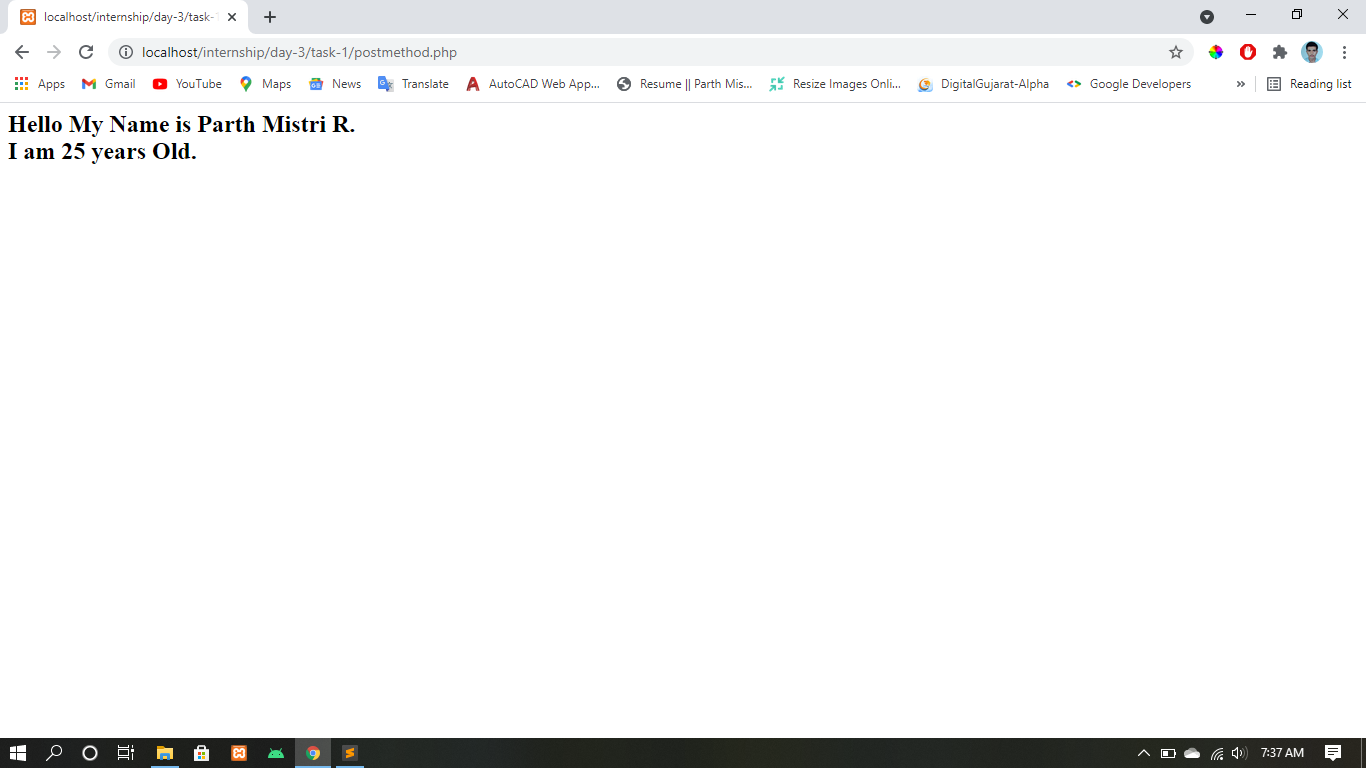 localhost/internship/day-3/task-1
localhost/internship/day-3/task-1/postmethod.php
Apps Gmail YouTube Maps News Translate AutoCAD Web App... Resume || Parth Mis... Resize Images Onli... DigitalGujarat-Alpha Google Developers » Reading list
Hello My Name is Parth Mistri R.
I am 25 years Old.
7:37 AM